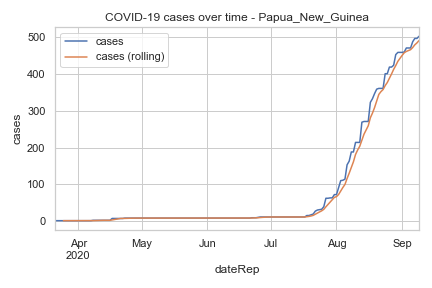 COVID-19 cases over time - Papua_New_Guinea
cases
cases (rolling)
500
400
300
200
100
0
cases
Apr
2020
May
Jun
Jul
Aug
Sep
dateRep